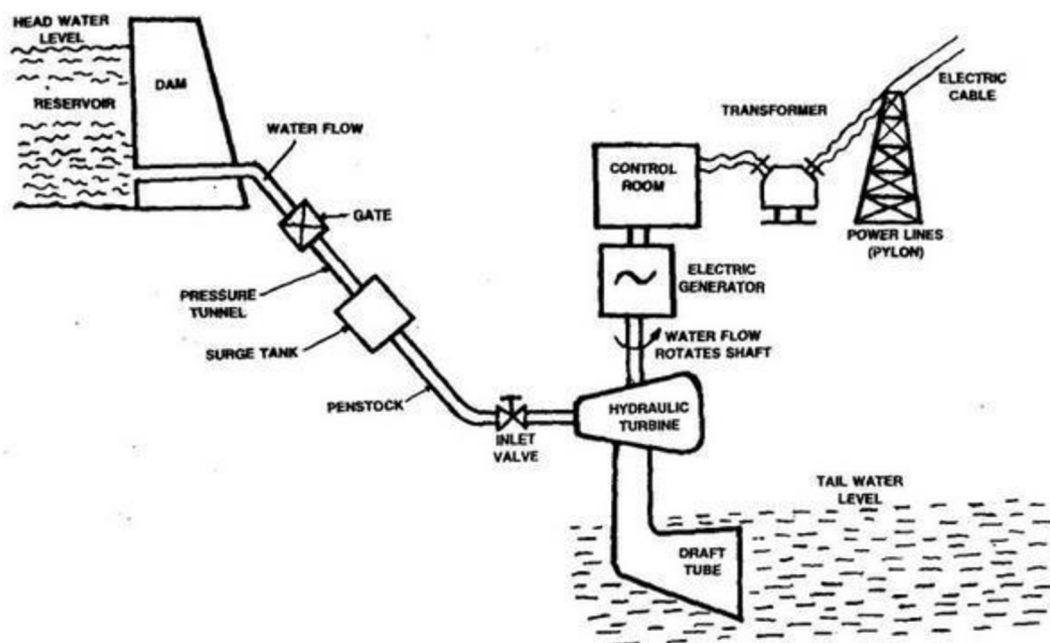 HEAD WATER
LEVEL
DAM
RESERVOIR
WATER FLOW
GATE
PRESSURE
TUNNEL
SURGE TANK
PENSTOCK
INLET
VALVE
HYDRAULIC
TURBINE
WATER FLOW
ROTATES SHAFT
ELECTRIC
GENERATOR
CONTROL
ROOM
TRANSFORMER
ELECTRIC
CABLE
POWER LINES
(PYLON)
TAIL WATER
LEVEL
DRAFT
TUBE